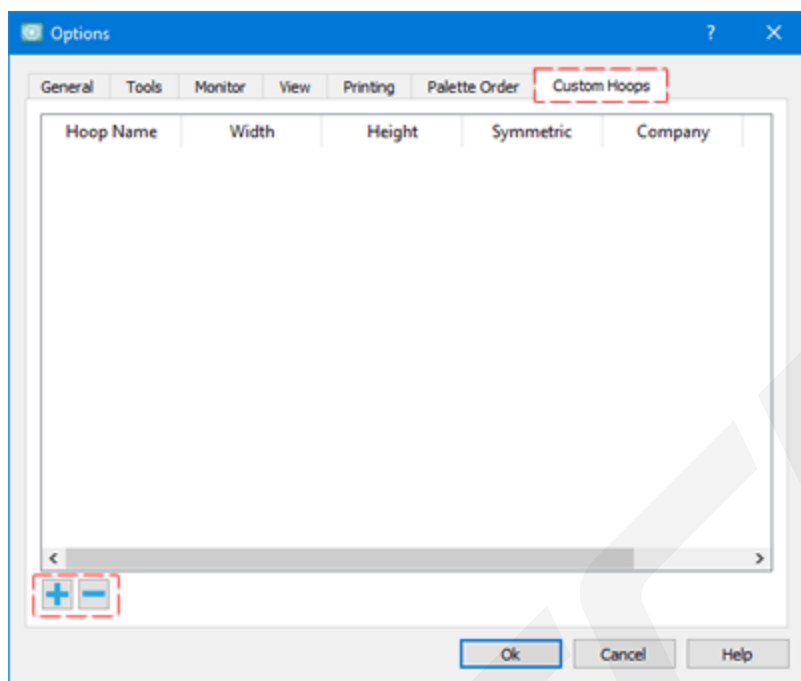 Options
General Tools Monitor View Printing Palette Order Custom Hoops
Hoop Name Width Height Symmetric Company
Ok Cancel Help